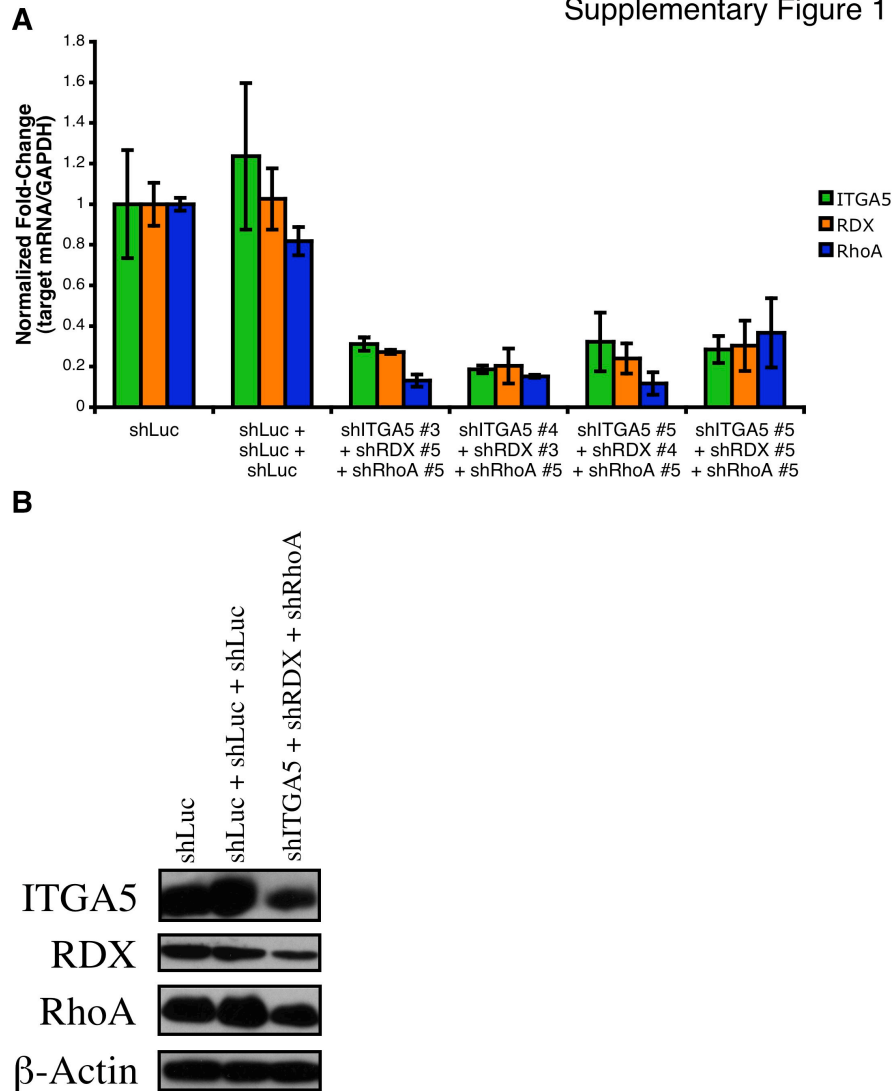 Supplementary Figure 1
A
Normalized Fold-Change
(target mRNA/GAPDH)
1.8
1.6
1.4
1.2
1
0.8
0.6
0.4
0.2
0
ITGA5
RDX
RhoA
shLuc
shLuc +
shLuc +
shLuc
shITGA5 #3
+ shRDX #5
+ shRhoA #5
shITGA5 #4
+ shRDX #3
+ shRhoA #5
shITGA5 #5
+ shRDX #4
+ shRhoA #5
shITGA5 #5
+ shRDX #5
+ shRhoA #5
B
shLuc
shLuc + shLuc + shLuc
shITGA5 + shRDX + shRhoA
ITGA5
RDX
RhoA
β-Actin